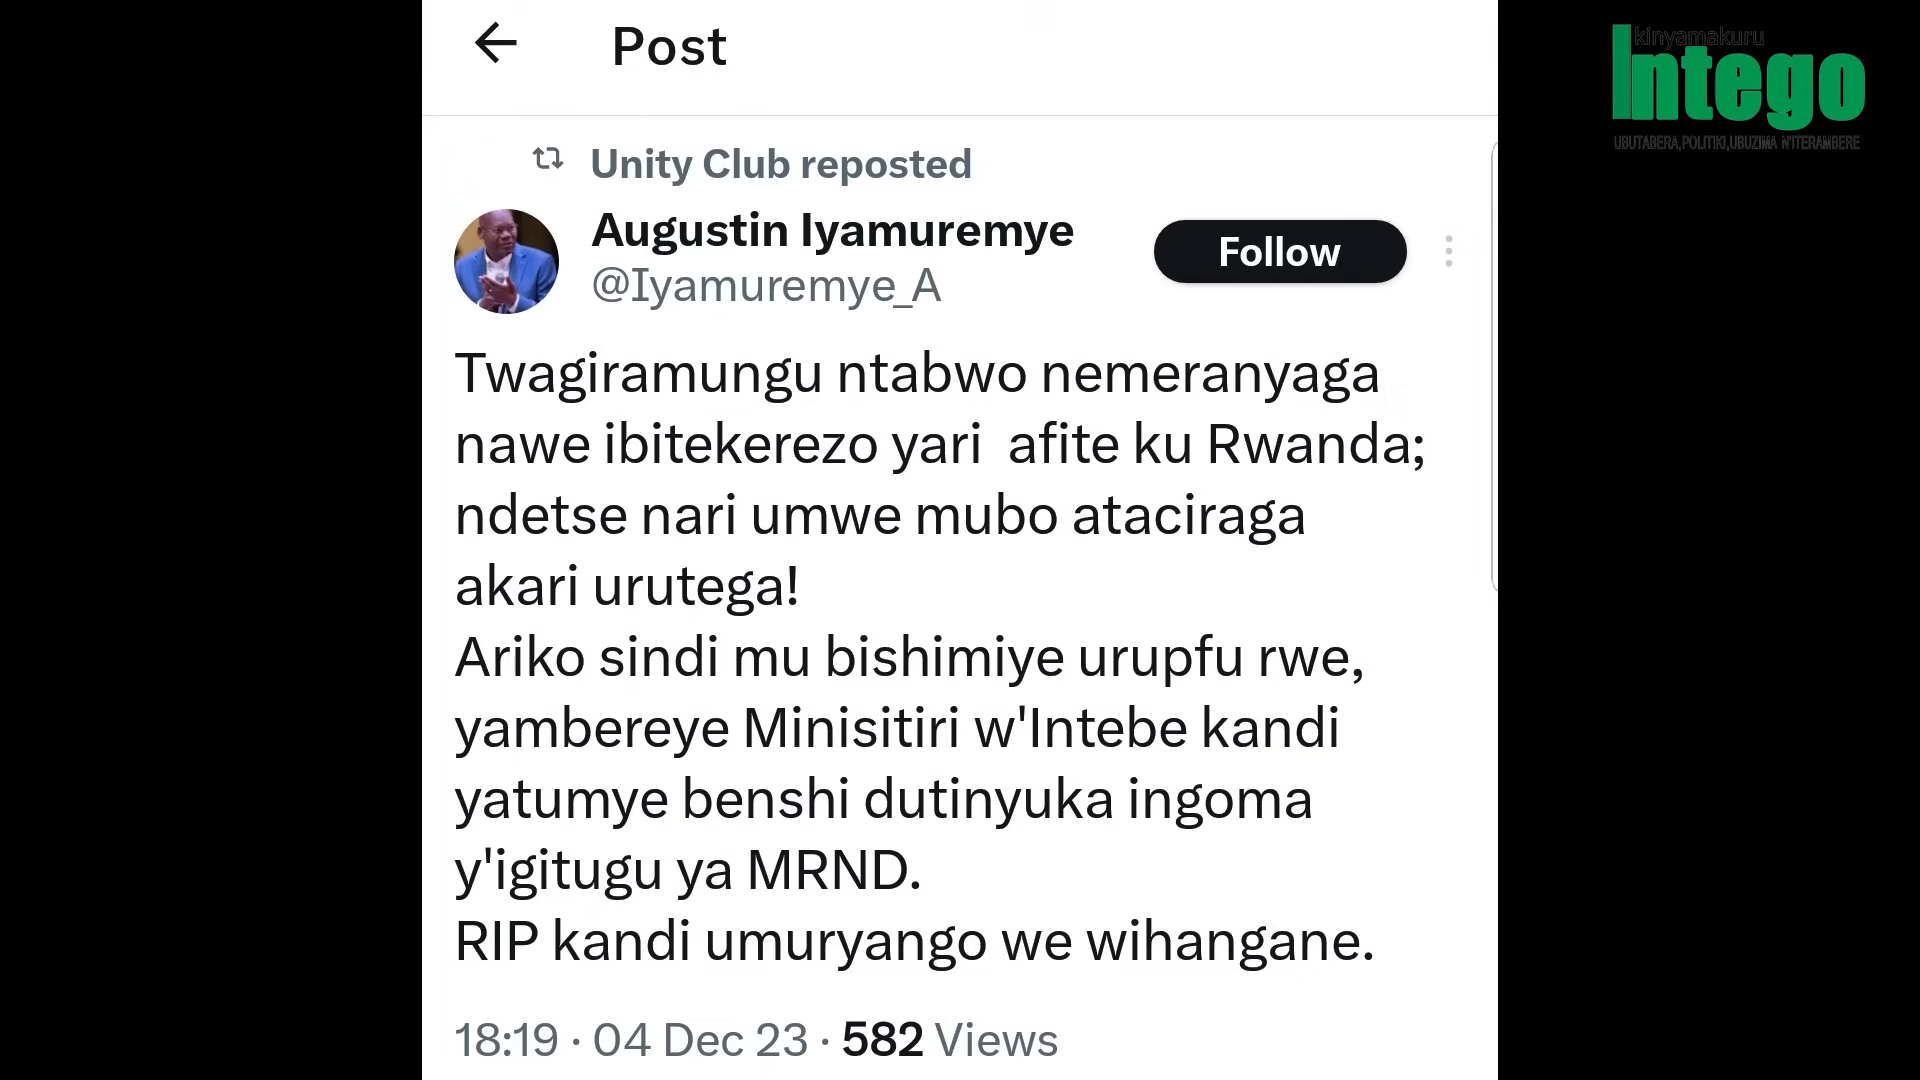 Post
kinyamakuru
Intego
UBUTABERA,POLITIKI,UBUZIMA N'ITERAMBERE
Unity Club reposted
Augustin Iyamuremye
@Iyamuremye_A
Follow
Twagiramungu ntabwo nemeranyaga
nawe ibitekerezo yari afite ku Rwanda;
ndetse nari umwe mubo ataciraga
akari urutega!
Ariko sindi mu bishimiye urupfu rwe,
yambereye Minisitiri w'Intebe kandi
yatumye benshi dutinyuka ingoma
y'igitugu ya MRND.
RIP kandi umuryango we wihangane.
18:19 · 04 Dec 23 · 582 Views